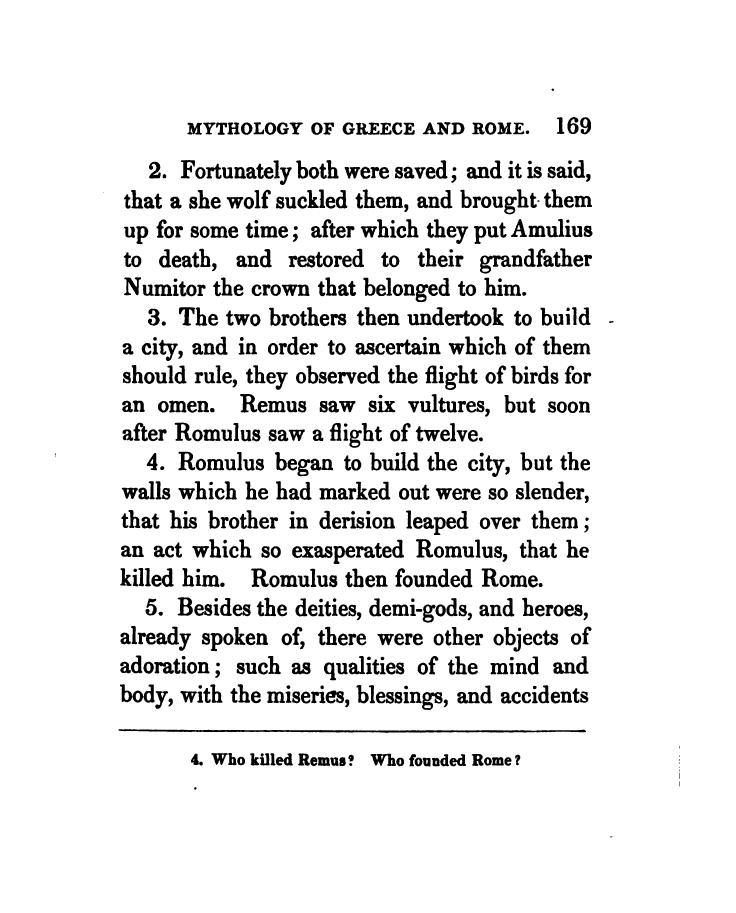 MYTHOLOGY OF GREECE AND ROME. 169
2. Fortunately both were saved; and it is said,
that a she wolf suckled them, and brought them
up for some time; after which they put Amulius
to death, and restored to their grandfather
Numitor the crown that belonged to him.
3. The two brothers then undertook to build
a city, and in order to ascertain which of them
should rule, they observed the flight of birds for
an omen. Remus saw six vultures, but soon
after Romulus saw a flight of twelve.
4. Romulus began to build the city, but the
walls which he had marked out were so slender,
that his brother in derision leaped over them;
an act which so exasperated Romulus, that he
killed him. Romulus then founded Rome.
5. Besides the deities, demi-gods, and heroes,
already spoken of, there were other objects of
adoration; such as qualities of the mind and
body, with the miseries, blessings, and accidents
4. Who killed Remus? Who founded Rome?